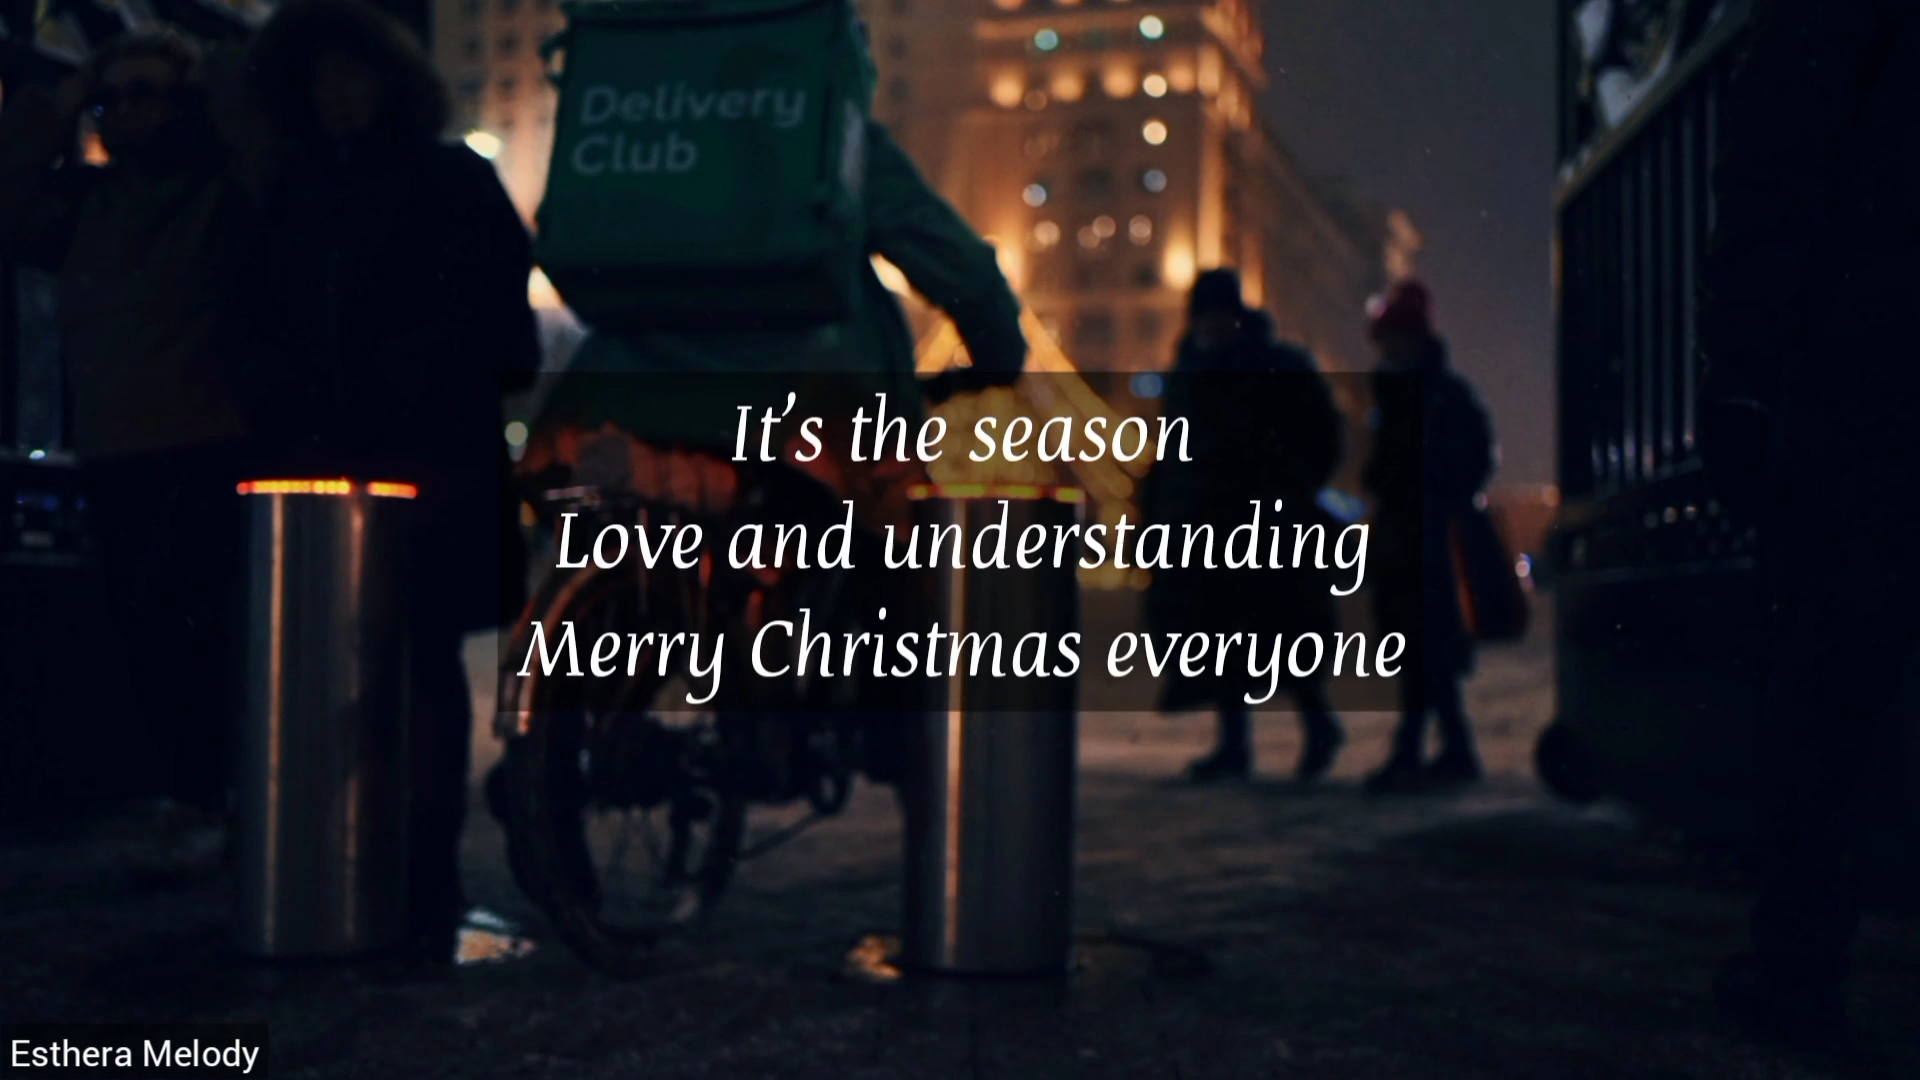 Delivery
Club
It's the season
Love and understanding
Merry Christmas everyone
Esthera Melody